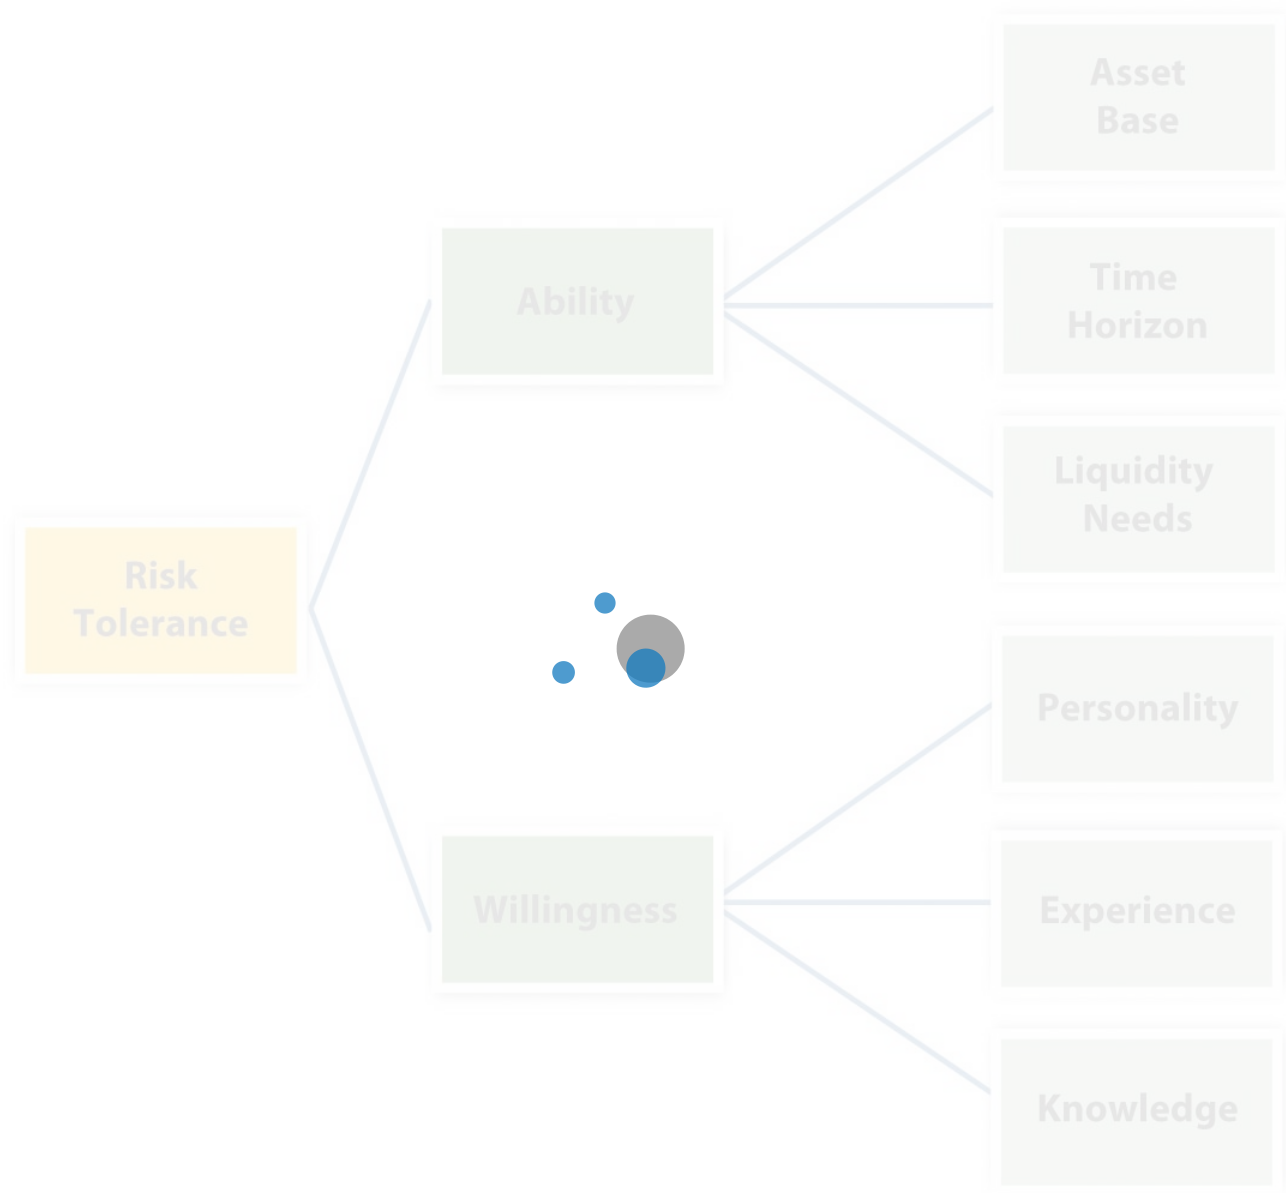 Asset
Base
Ability
Time
Horizon
Liquidity
Needs
Risk
Tolerance
Personality
Willingness
Experience
Knowledge